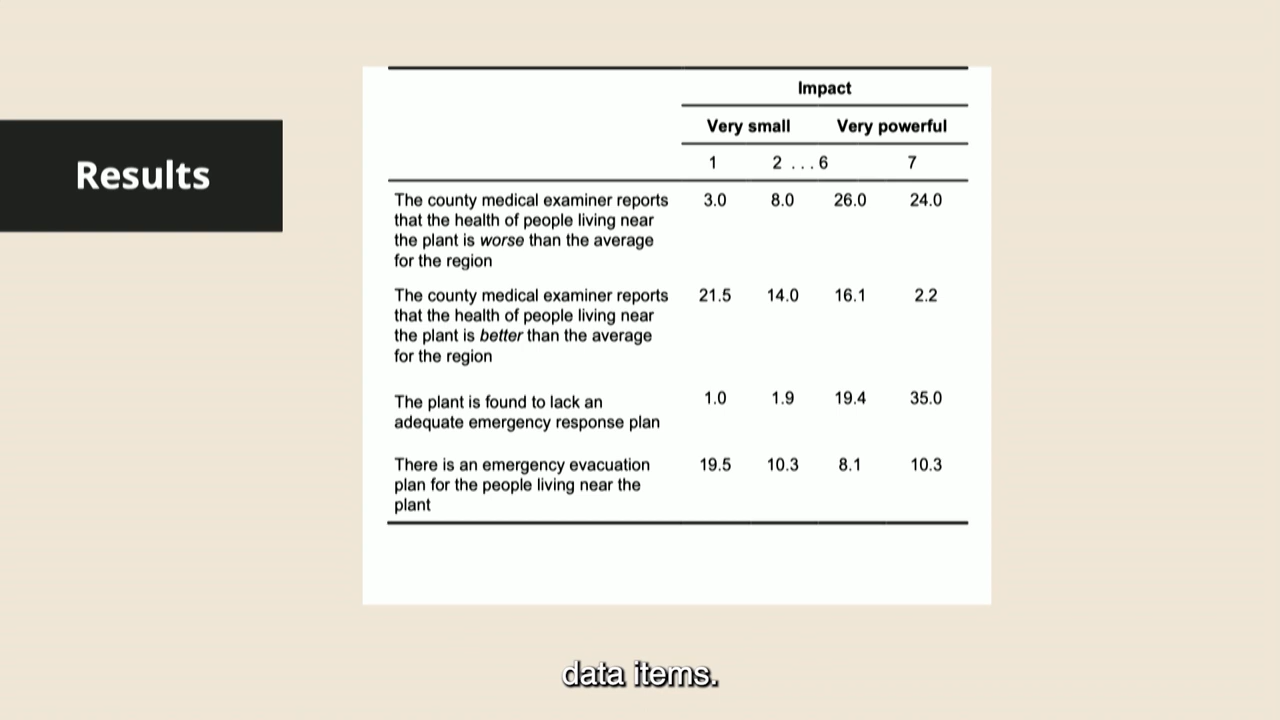 Results
Impact
Very small Very powerful
1 2 ...6 7
The county medical examiner reports 3.0 8.0 26.0 24.0
that the health of people living near
the plant is worse than the average
for the region
The county medical examiner reports 21.5 14.0 16.1 2.2
that the health of people living near
the plant is better than the average
for the region
The plant is found to lack an 1.0 1.9 19.4 35.0
adequate emergency response plan
There is an emergency evacuation 19.5 10.3 8.1 10.3
plan for the people living near the
plant
data items.